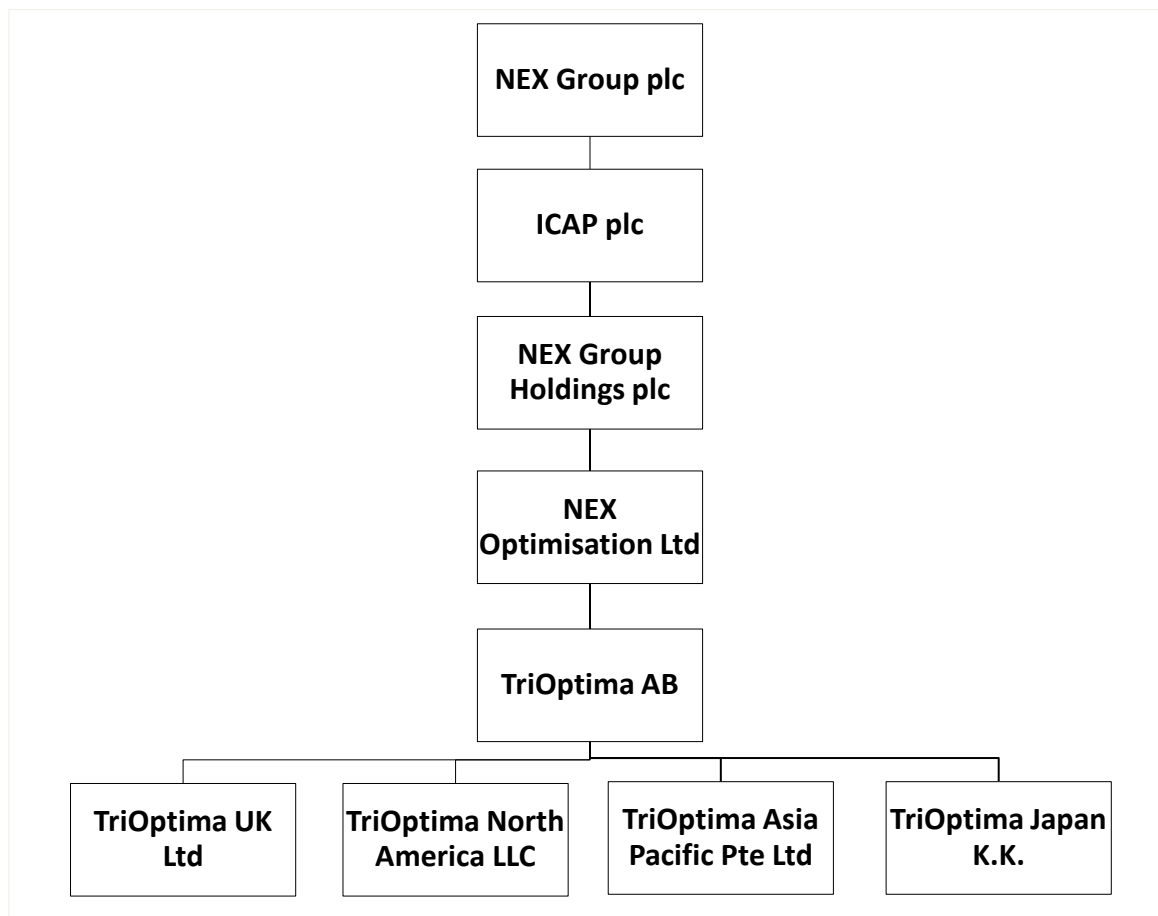 NEX Group plc
ICAP plc
NEX Group
Holdings plc
NEX
Optimisation Ltd
TriOptima AB
TriOptima UK
Ltd
TriOptima North
America LLC
TriOptima Asia
Pacific Pte Ltd
TriOptima Japan
K.K.